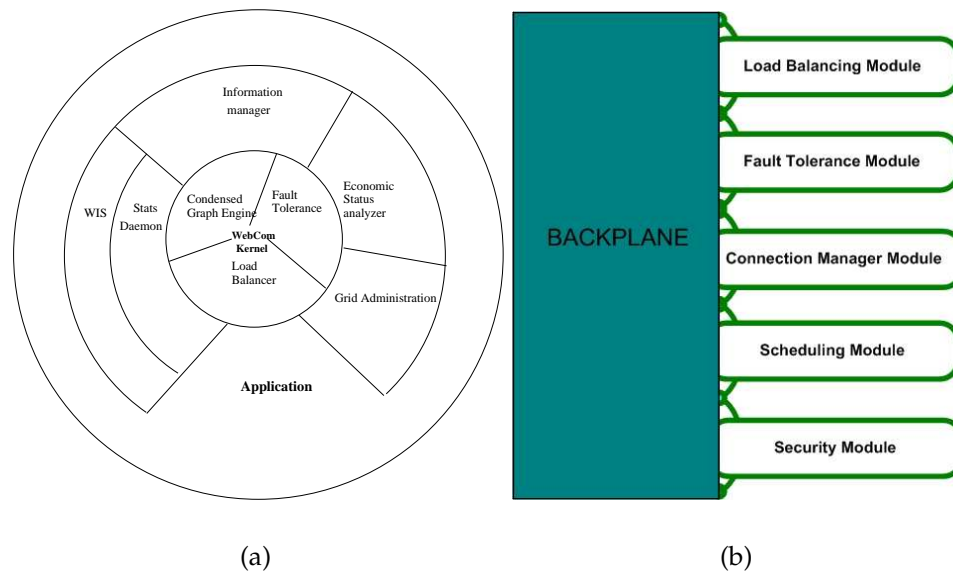 Information
manager
Condensed
Graph Engine
Fault
Tolerance
Economic
Status
analyzer
WIS
Stats
Daemon
WebCom
Kernel
Load
Balancer
Grid Administration
Application
(a)
BACKPLANE
Load Balancing Module
Fault Tolerance Module
Connection Manager Module
Scheduling Module
Security Module
(b)